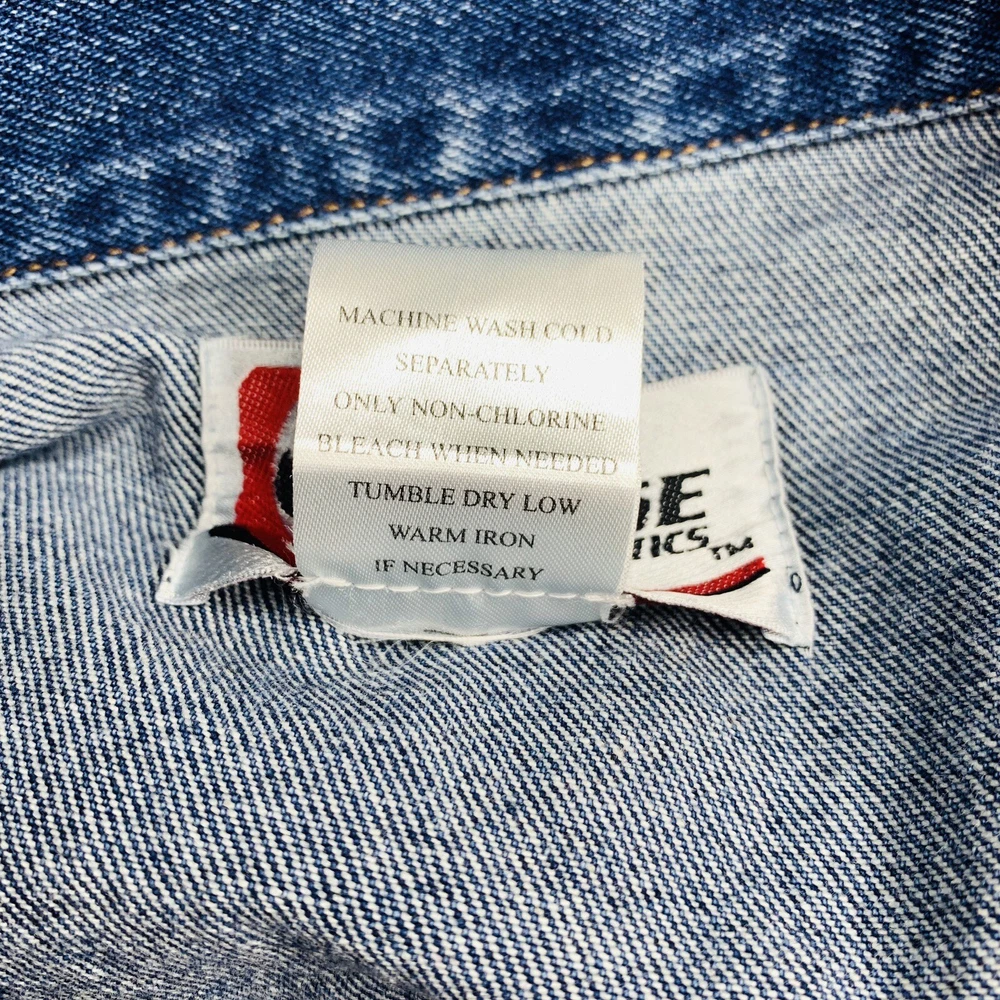 MACHINE WASH COLD
SEPARATELY
ONLY NON-CHLORINE
BLEACH WHEN NEEDED
TUMBLE DRY LOW
WARM IRON
IF NECESSARY